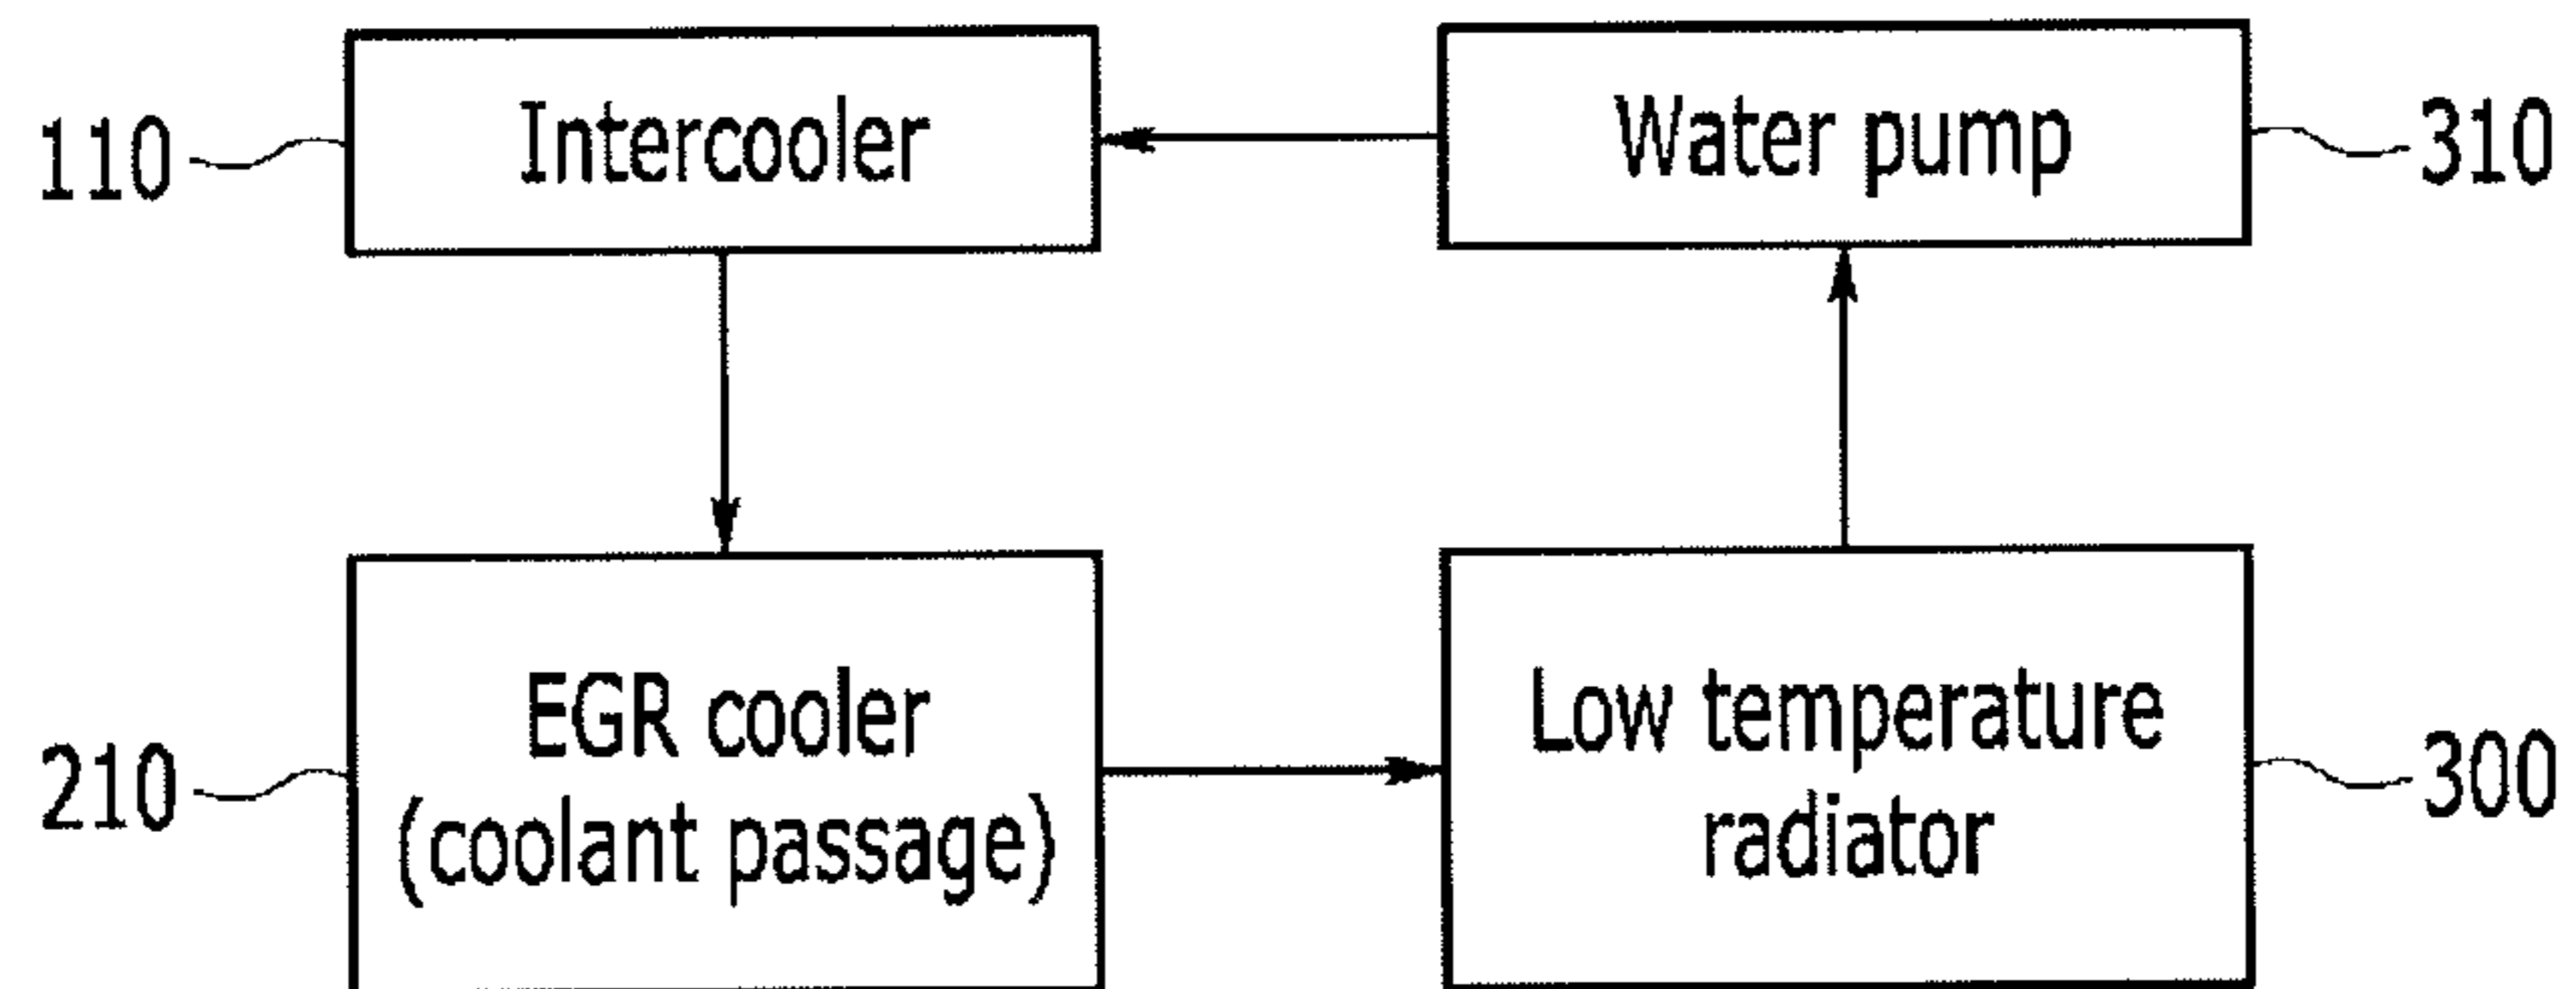 110
Intercooler
Water pump
310
210
EGR cooler
(coolant passage)
Low temperature
radiator
300